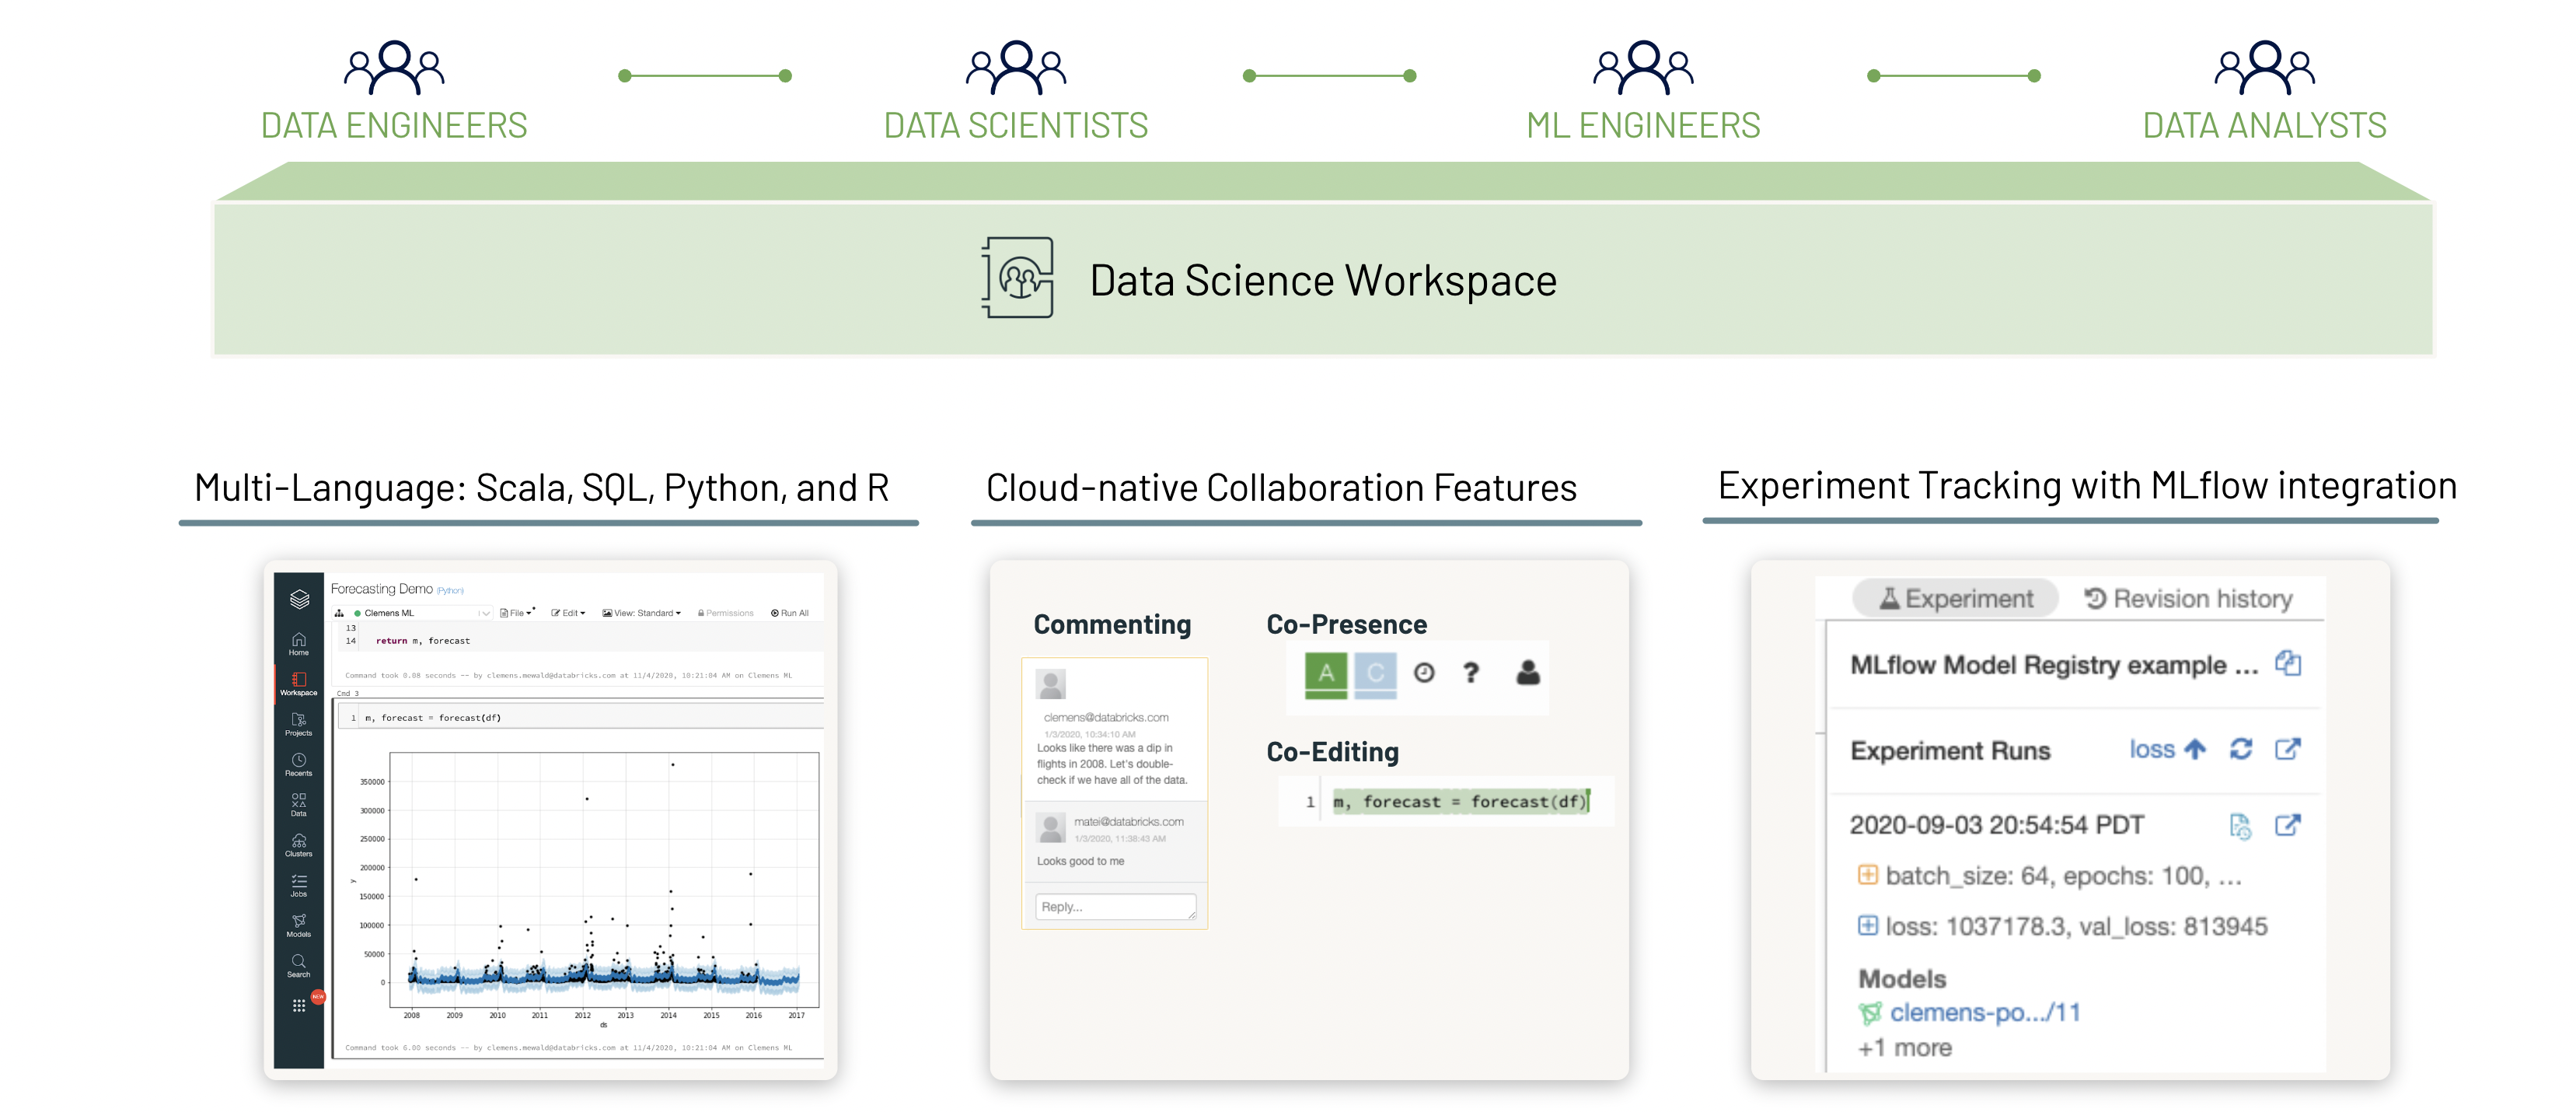 DATA ENGINEERS
DATA SCIENTISTS
ML ENGINEERS
DATA ANALYSTS
Data Science Workspace
Multi-Language: Scala, SQL, Python, and R
Forecasting Demo (Python)
Clemens ML
File
Edit
View: Standard
Permissions
Run All
Home
Workspace
Projects
Recents
Data
Clusters
Jobs
Models
Search
NEW
13
14 return m, forecast
Command took 0.08 seconds -- by clemens.mewald@databricks.com at 11/4/2020, 10:21:04 AM on Clemens ML
Cmd 3
1 m, forecast = forecast(df)
350000
300000
250000
200000
150000
100000
50000
0
y
2008 2009 2010 2011 2012 2013 2014 2015 2016 2017
ds
Command took 6.00 seconds -- by clemens.mewald@databricks.com at 11/4/2020, 10:21:04 AM on Clemens ML
Cloud-native Collaboration Features
Commenting
clemens@databricks.com
1/3/2020, 10:34:10 AM
Looks like there was a dip in
flights in 2008. Let's double-
check if we have all of the data.
matei@databricks.com
1/3/2020, 11:38:43 AM
Looks good to me
Reply...
Co-Presence
A C ?
Co-Editing
1 m, forecast = forecast(df)
Experiment Tracking with MLflow integration
Experiment
Revision history
MLflow Model Registry example ...
Experiment Runs
loss
2020-09-03 20:54:54 PDT
batch_size: 64, epochs: 100, ...
loss: 1037178.3, val_loss: 813945
Models
clemens-po.../11
+1 more